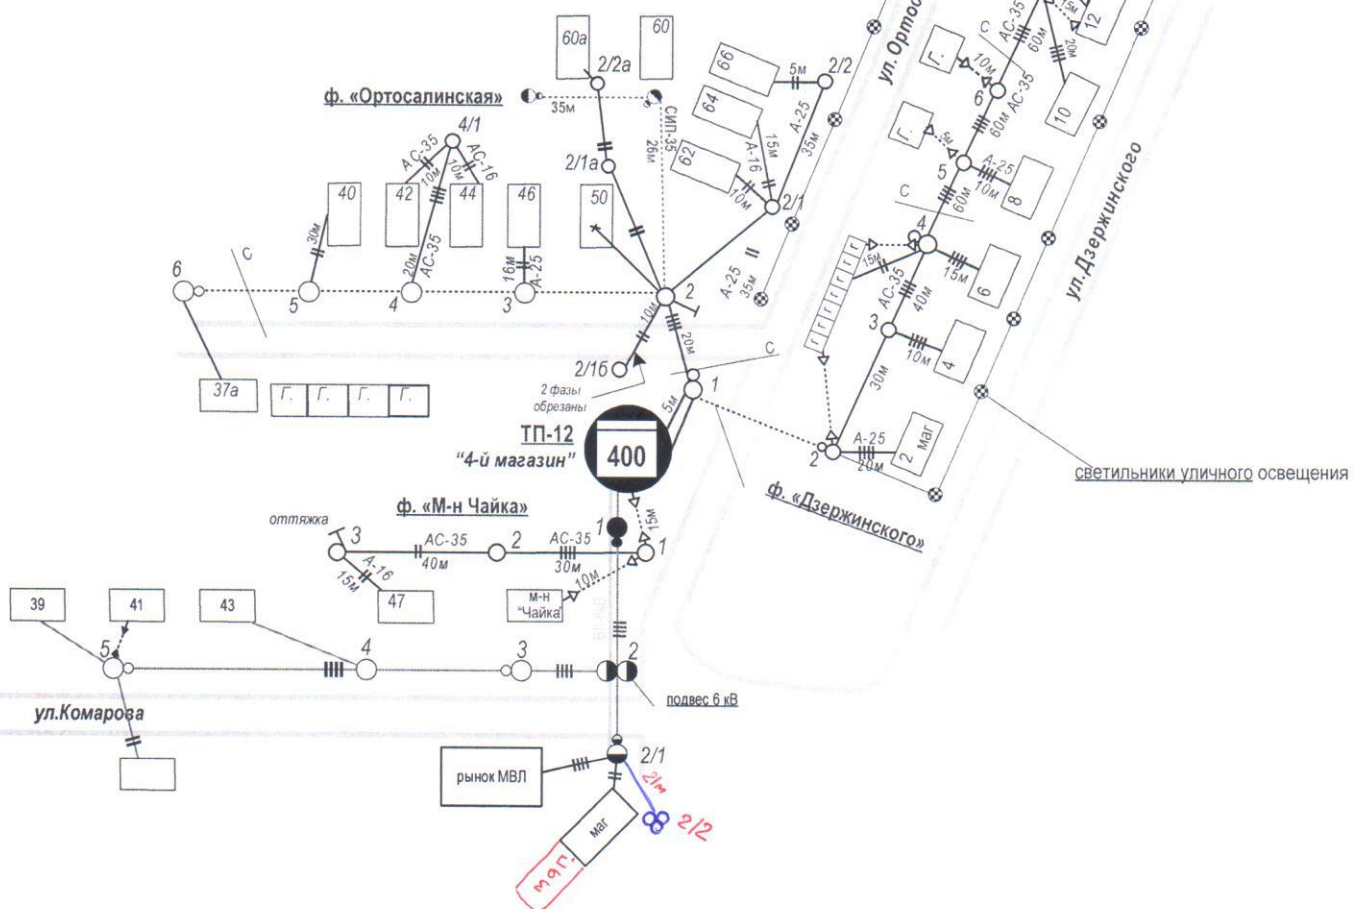 ф. «Ортосалинская»
60а
60
2/2а
35м
СИП-35
26м
4/1
АС-35
10м
10м
АС-16
2/1а
40
42
44
46
50
30м
20м
АС-35
16м
А-25
6
С
5
4
3
2
37а
Г.
Г.
Г.
Г.
10м
20м
2/1б
2 фазы
обрезаны
С
1
5м
66
64
62
5м
2/2
А-25
35м
А-16
15м
10м
2/1
А-25
35м
ТП-12
"4-й магазин"
400
ул. Ортос
ул.Дзержинского
С
АС-35
60м
15м
12
20м
10
Г.
10м
6
60м
АС-35
Г.
5м
5
А-25
10м
8
С
60м
4
15м
15м
6
АС-35
40м
3
10м
4
г
г
г
г
г
г
г
30м
2
А-25
20м
2 маг
ф. «Дзержинского»
светильники уличного освещения
ф. «М-н Чайка»
оттяжка
3
АС-35
40м
2
АС-35
30м
1
1
15м
А-16
15м
47
10м
м-н
"Чайка"
39
41
43
5
4
3
2
подвес 6 кВ
ул.Комарова
2/1
рынок МВЛ
маг
маг.
21м
2/2